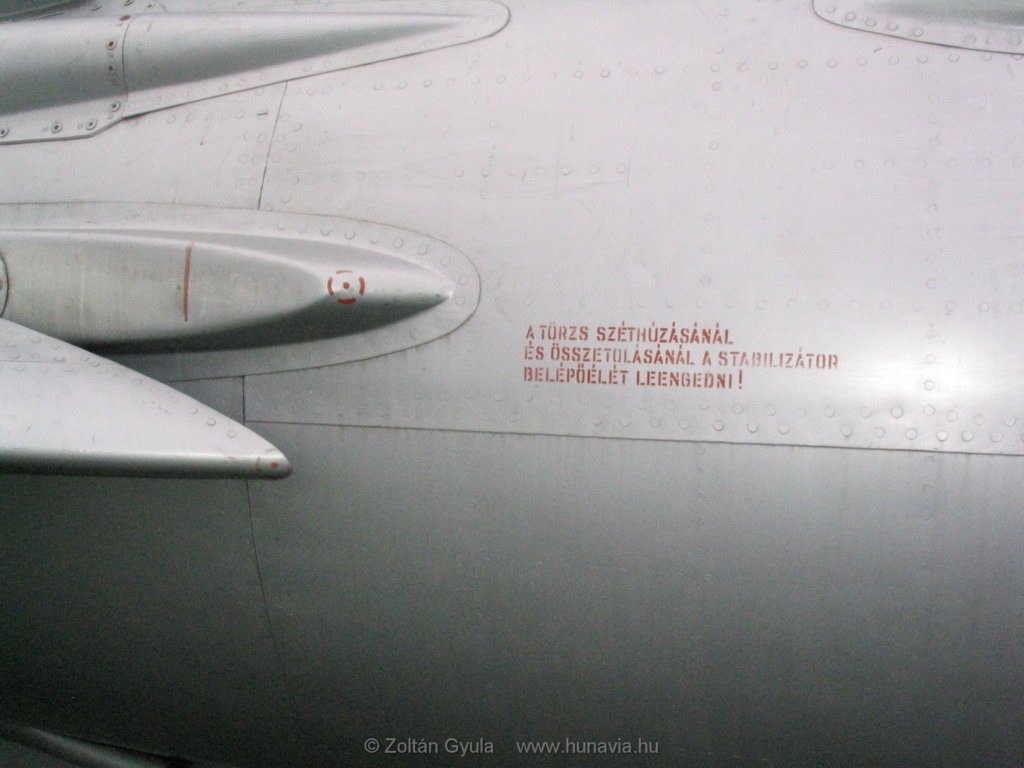 A TÖRZS SZÉTHÚZÁSÁNÁL
ÉS ÖSSZETOLÁSÁNÁL A STABILIZÁTOR
BELÉPŐÉLÉT LEENGEDNI!
© Zoltán Gyula www.hunavia.hu